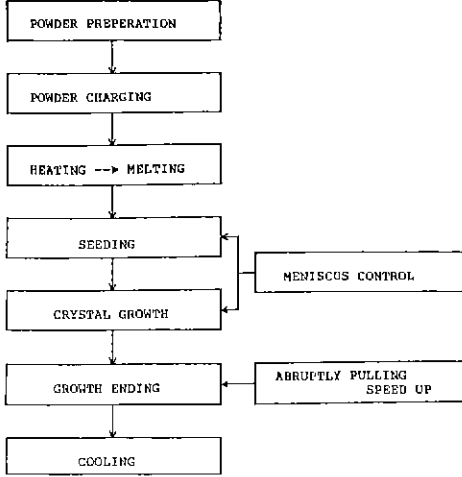 POWDER PREPERATION
POWDER CHARGING
HEATING --→ MELTING
SEEDING
MENISCUS CONTROL
CRYSTAL GROWTH
ABRUPTLY PULLING
SPEED UP
GROWTH ENDING
COOLING